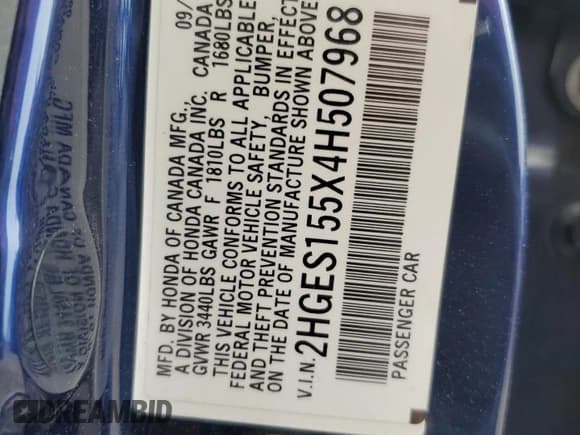 MFD. BY HONDA OF CANADA MFG., 09/
A DIVISION OF HONDA CANADA INC. CANADA
GVWR 3440LBS GAWR F 1810LBS R 1680LBS
THIS VEHICLE CONFORMS TO ALL APPLICABLE
FEDERAL MOTOR VEHICLE SAFETY, BUMPER,
AND THEFT PREVENTION STANDARDS IN EFFECT
ON THE DATE OF MANUFACTURE SHOWN ABOVE
V.I.N. 2HGES155X4H507968
PASSENGER CAR
DREAMBID